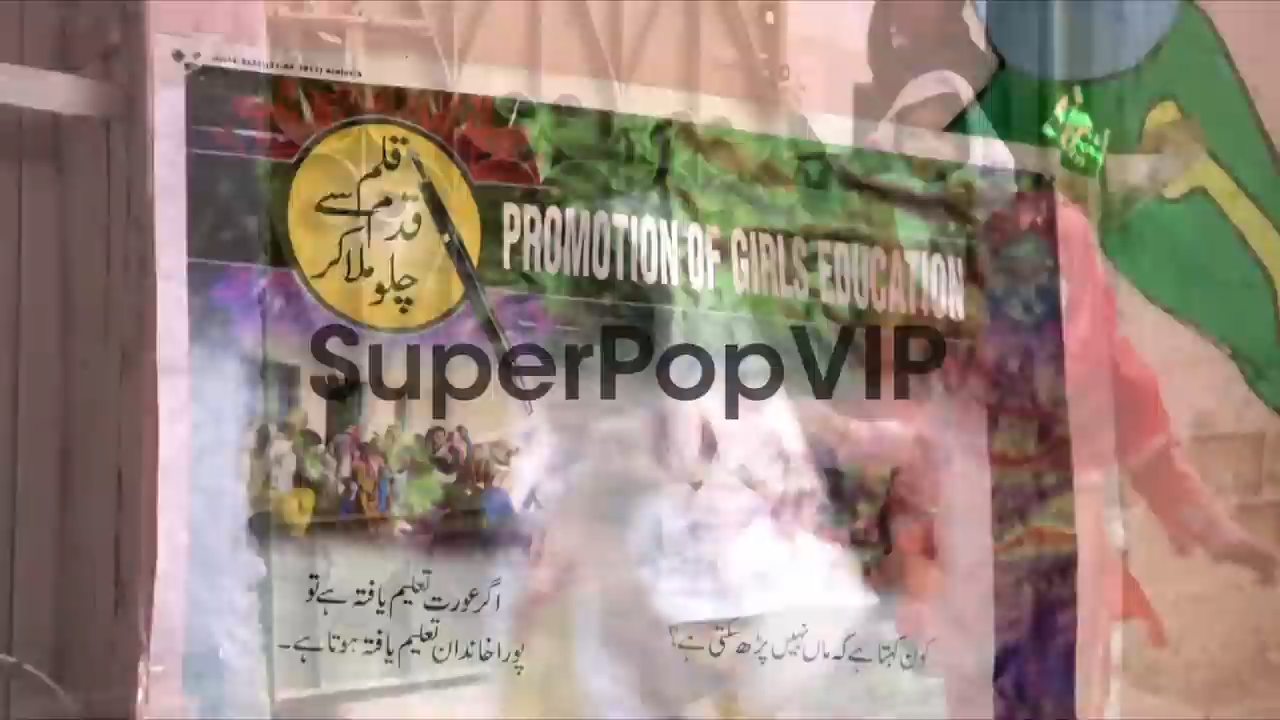 قلم
قدم سے
چلو ملا کر
PROMOTION OF GIRLS EDUCATION
SuperPopVIP
اگر عورت تعلیم یافتہ ہے تو
پورا خاندان تعلیم یافتہ ہوتا ہے۔
کون کہتا ہے کہ ماں نہیں پڑھ سکتی ہے؟